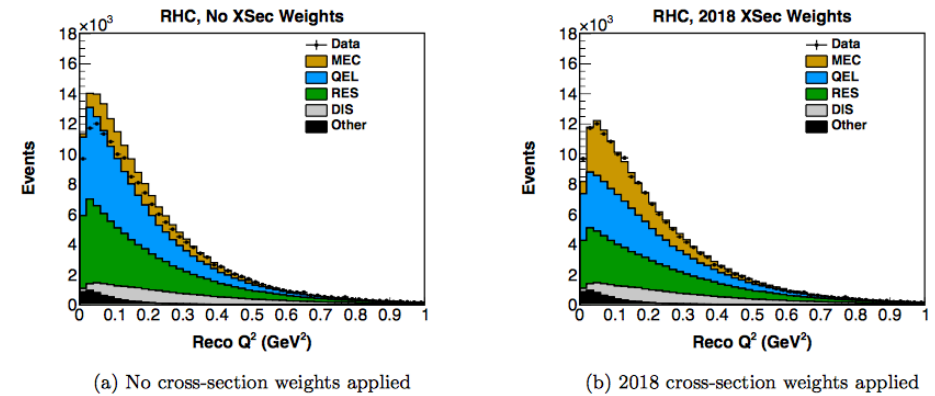 RHC, No XSec Weights
18×10³
16
14
12
10
8
6
4
2
0
Events
Data
MEC
QEL
RES
DIS
Other
0 0.1 0.2 0.3 0.4 0.5 0.6 0.7 0.8 0.9 1
Reco Q² (GeV²)
(a) No cross-section weights applied
RHC, 2018 XSec Weights
18×10³
16
14
12
10
8
6
4
2
0
Events
Data
MEC
QEL
RES
DIS
Other
0 0.1 0.2 0.3 0.4 0.5 0.6 0.7 0.8 0.9 1
Reco Q² (GeV²)
(b) 2018 cross-section weights applied